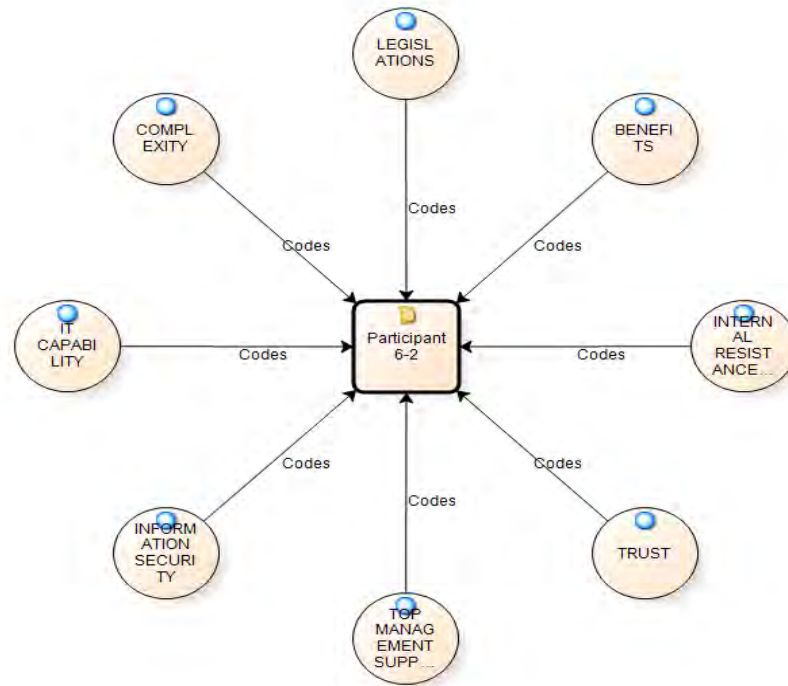 LEGISL
ATIONS
COMPL
EXITY
BENEFI
TS
Codes
Codes
Codes
IT
CAPABI
LITY
Codes
Participant
6-2
Codes
INTERN
AL RESIST
ANCE...
Codes
Codes
Codes
INFORM
ATION
SECURI
TY
TRUST
TOP
MANAG
EMENT
SUPP...